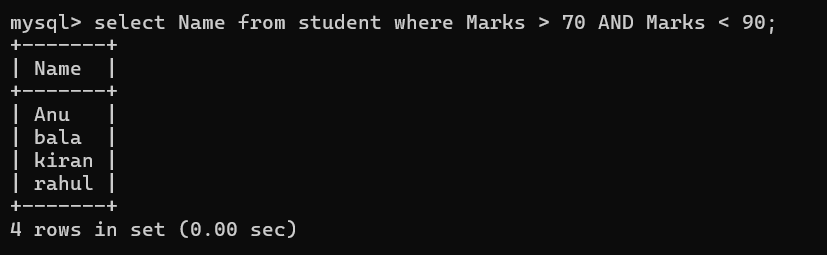 mysql> select Name from student where Marks > 70 AND Marks < 90;
+-------+
| Name  |
+-------+
| Anu   |
| bala  |
| kiran |
| rahul |
+-------+
4 rows in set (0.00 sec)